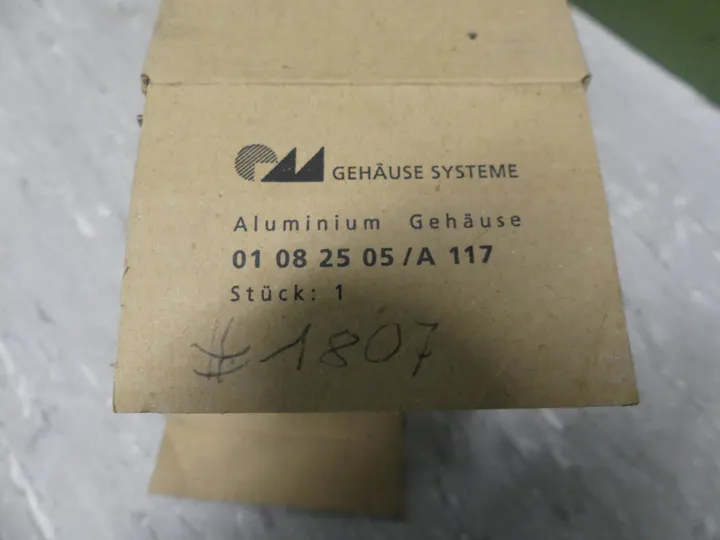 GEHÄUSE SYSTEME
Aluminium Gehäuse
01 08 25 05/A 117
Stück: 1
#1807